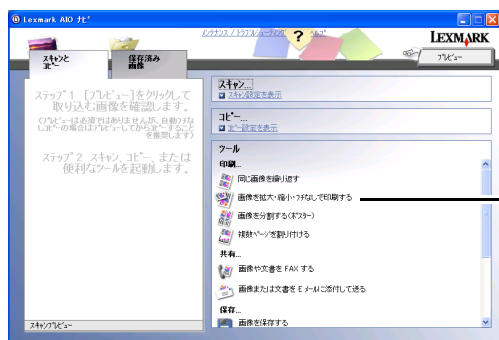 Lexmark AIO ナビ
メンテナンス / トラブルシューティング
ヘルプ
LEXMARK
プレビュー
スキャンと
コピー
保存済み
画像
ステップ 1 [プレビュー]をクリックして
取り込む画像を確認します。
(プレビューは必須ではありませんが、自動フチな
しコピーの場合はプレビューしてからコピーすること
を推奨します)
ステップ 2 スキャン、コピー、または
便利なツールを起動します。
スキャンプレビュー
スキャン...
スキャン設定を表示
コピー...
コピー設定を表示
ツール
印刷...
同じ画像を繰り返す
画像を拡大・縮小・フチなしで印刷する
画像を分割する(ポスター)
複数ページを割り付ける
共有...
画像や文書を FAX する
画像または文書を E メールに添付して送る
保存...
画像を保存する